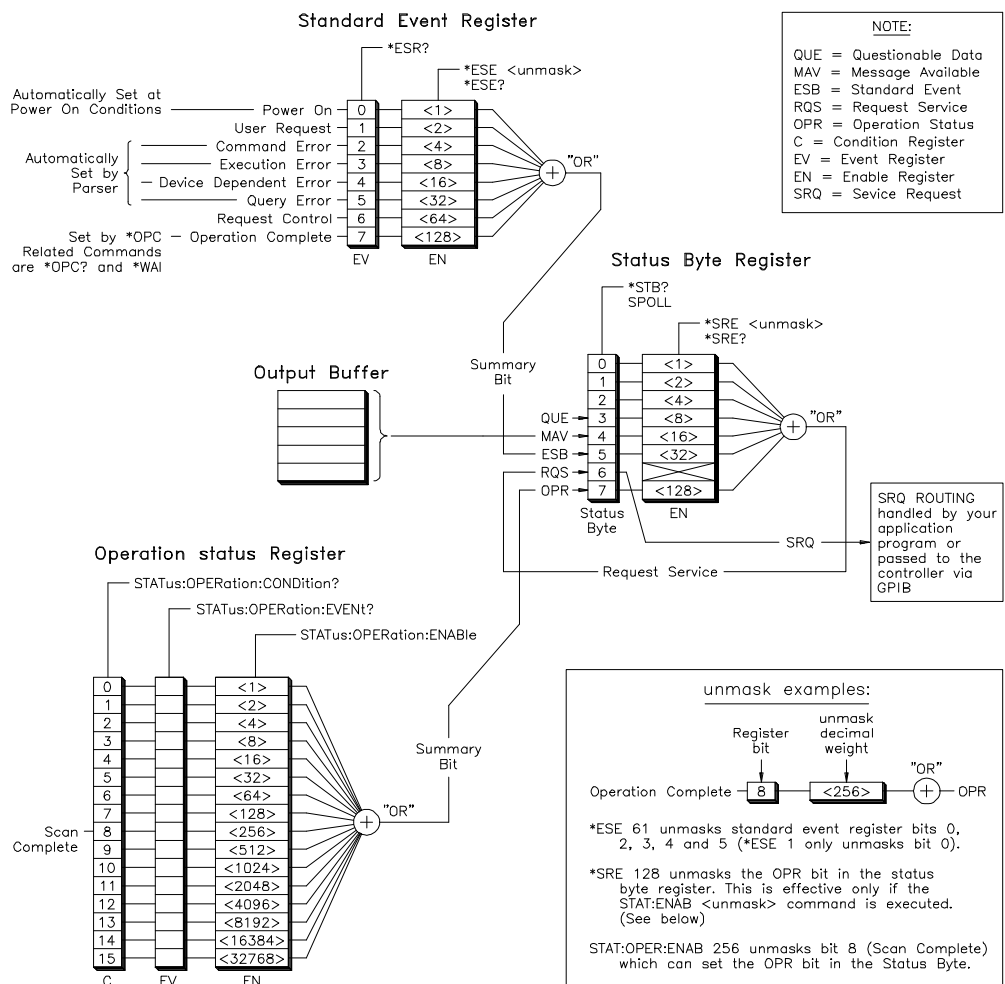 Standard Event Register
*ESR?
*ESE <unmask>
*ESE?
Automatically Set at
Power On Conditions
Automatically
Set by
Parser
Set by *OPC
Related Commands
are *OPC? and *WAI
Power On 0 <1>
User Request 1 <2>
Command Error 2 <4>
Execution Error 3 <8>
Device Dependent Error 4 <16>
Query Error 5 <32>
Request Control 6 <64>
Operation Complete 7 <128>
EV EN
"OR"
Summary
Bit
NOTE:
QUE = Questionable Data
MAV = Message Available
ESB = Standard Event
RQS = Request Service
OPR = Operation Status
C = Condition Register
EV = Event Register
EN = Enable Register
SRQ = Sevice Request
Status Byte Register
*STB?
SPOLL
*SRE <unmask>
*SRE?
0 <1>
1 <2>
2 <4>
QUE 3 <8>
MAV 4 <16>
ESB 5 <32>
RQS 6
OPR 7 <128>
Status
Byte
EN
"OR"
Output Buffer
SRQ
Request Service
SRQ ROUTING
handled by your
application
program or
passed to the
controller via
GPIB
Operation status Register
STATus:OPERation:CONDition?
STATus:OPERation:EVENt?
STATus:OPERation:ENABle
0 <1>
1 <2>
2 <4>
3 <8>
4 <16>
5 <32>
6 <64>
7 <128>
8 <256>
9 <512>
10 <1024>
11 <2048>
12 <4096>
13 <8192>
14 <16384>
15 <32768>
C EV EN
Scan
Complete
"OR"
Summary
Bit
unmask examples:
Register
bit
unmask
decimal
weight
"OR"
Operation Complete 8 <256> + OPR
*ESE 61 unmasks standard event register bits 0,
2, 3, 4 and 5 (*ESE 1 only unmasks bit 0).
*SRE 128 unmasks the OPR bit in the status
byte register. This is effective only if the
STAT:ENAB <unmask> command is executed.
(See below)
STAT:OPER:ENAB 256 unmasks bit 8 (Scan Complete)
which can set the OPR bit in the Status Byte.